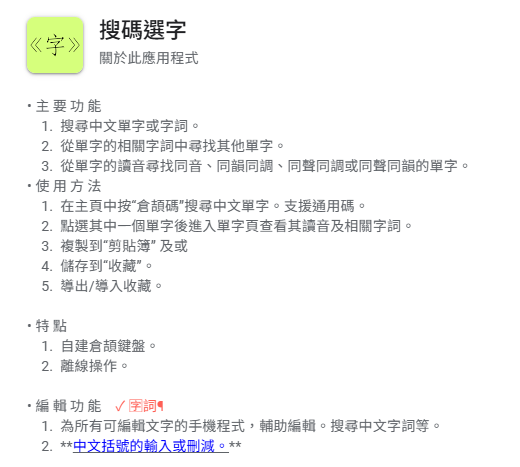 《字》
搜碼選字
關於此應用程式
• 主 要 功 能
1. 搜尋中文單字或字詞。
2. 從單字的相關字詞中尋找其他單字。
3. 從單字的讀音尋找同音、同韻同調、同聲同調或同聲同韻的單字。
• 使 用 方 法
1. 在主頁中按“倉頡碼”搜尋中文單字。支援通用碼。
2. 點選其中一個單字後進入單字頁查看其讀音及相關字詞。
3. 複製到“剪貼簿” 及或
4. 儲存到“收藏”。
5. 導出/導入收藏。
• 特 點
1. 自建倉頡鍵盤。
2. 離線操作。
• 編 輯 功 能 ✓字詞¶
1. 為所有可編輯文字的手機程式，輔助編輯。搜尋中文字詞等。
2. **中文括號的輸入或刪減。**